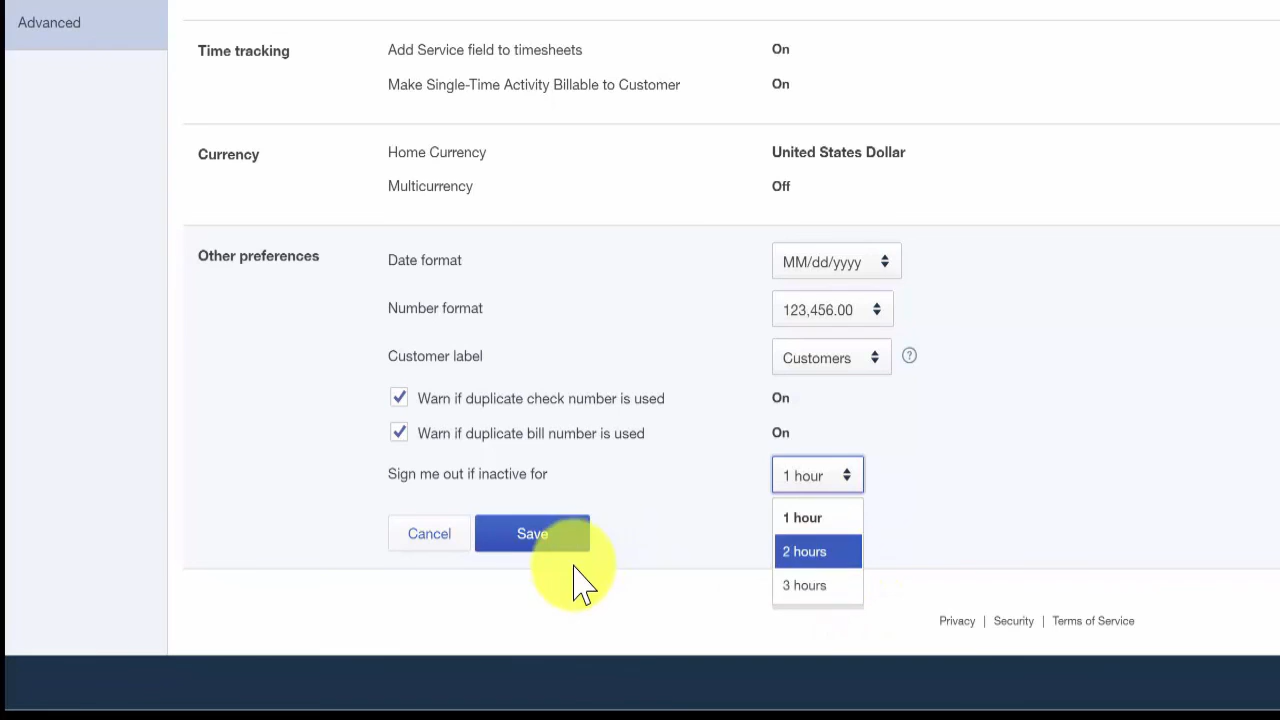 Advanced
Time tracking
Add Service field to timesheets
On
Make Single-Time Activity Billable to Customer
On
Currency
Home Currency
United States Dollar
Multicurrency
Off
Other preferences
Date format
MM/dd/yyyy
Number format
123,456.00
Customer label
Customers
?
Warn if duplicate check number is used
On
Warn if duplicate bill number is used
On
Sign me out if inactive for
1 hour
1 hour
2 hours
3 hours
Cancel
Save
Privacy | Security | Terms of Service